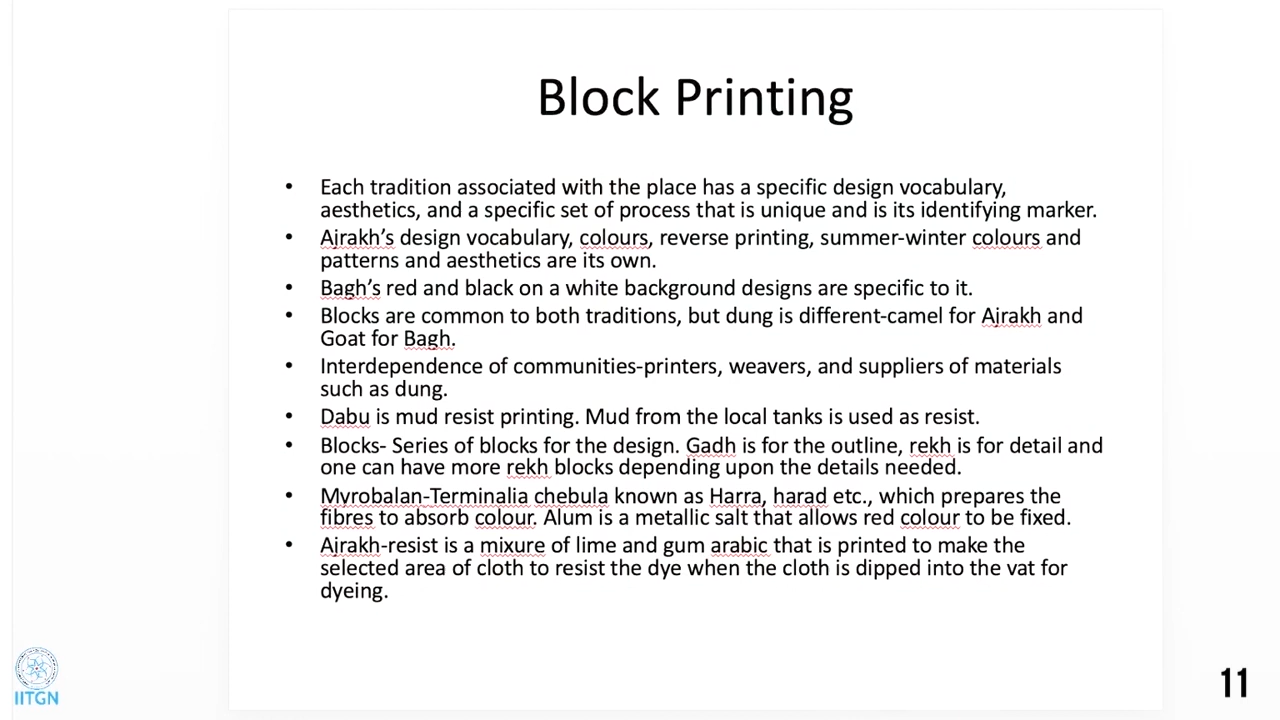 Block Printing
• Each tradition associated with the place has a specific design vocabulary,
aesthetics, and a specific set of process that is unique and is its identifying marker.
• Ajrakh’s design vocabulary, colours, reverse printing, summer-winter colours and
patterns and aesthetics are its own.
• Bagh’s red and black on a white background designs are specific to it.
• Blocks are common to both traditions, but dung is different-camel for Ajrakh and
Goat for Bagh.
• Interdependence of communities-printers, weavers, and suppliers of materials
such as dung.
• Dabu is mud resist printing. Mud from the local tanks is used as resist.
• Blocks- Series of blocks for the design. Gadh is for the outline, rekh is for detail and
one can have more rekh blocks depending upon the details needed.
• Myrobalan-Terminalia chebula known as Harra, harad etc., which prepares the
fibres to absorb colour. Alum is a metallic salt that allows red colour to be fixed.
• Ajrakh-resist is a mixure of lime and gum arabic that is printed to make the
selected area of cloth to resist the dye when the cloth is dipped into the vat for
dyeing.
IITGN
11